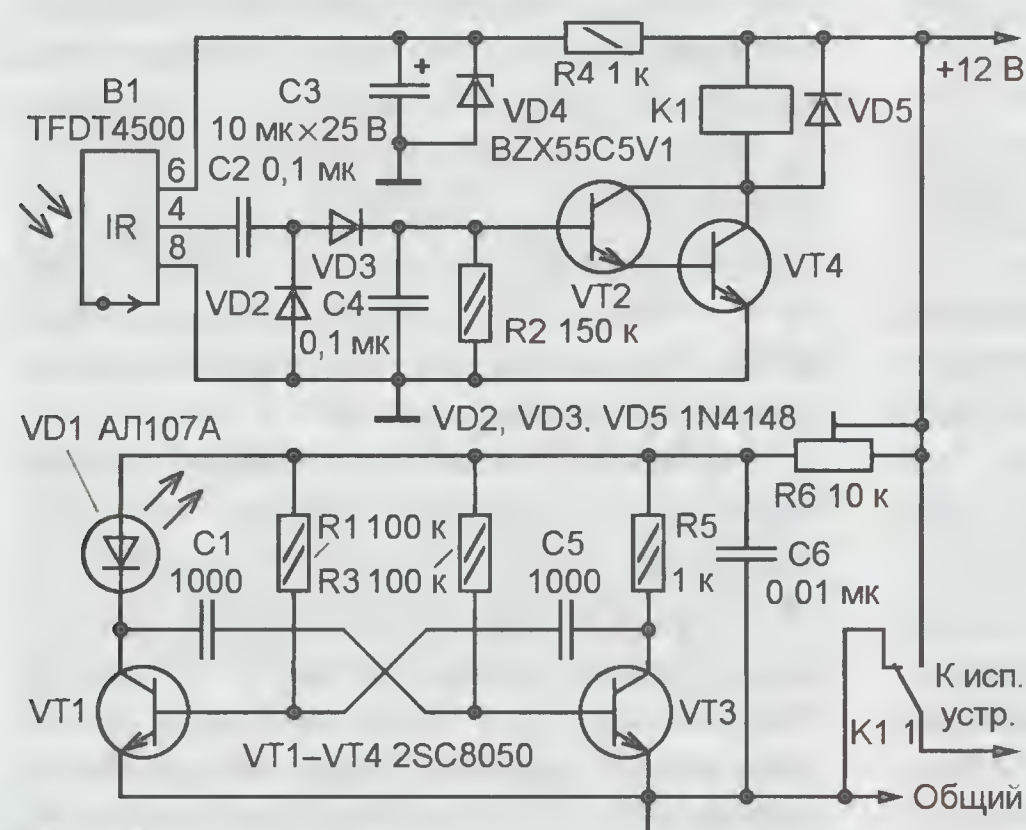 B1
TFDT4500
IR
6
4
8
C3
10 мк×25 В
C2 0,1 мк
VD4
BZX55C5V1
R4 1 к
K1
VD5
+12 В
+
VD3
VD2
C4
0,1 мк
R2 150 к
VT2
VT4
VD2, VD3. VD5 1N4148
VD1 АЛ107А
R6 10 к
C1
1000
R1 100 к
R3 100 к
C5
1000
R5
1 к
C6
0 01 мк
VT1
VT3
VT1–VT4 2SC8050
К исп.
устр.
K1 1
Общий